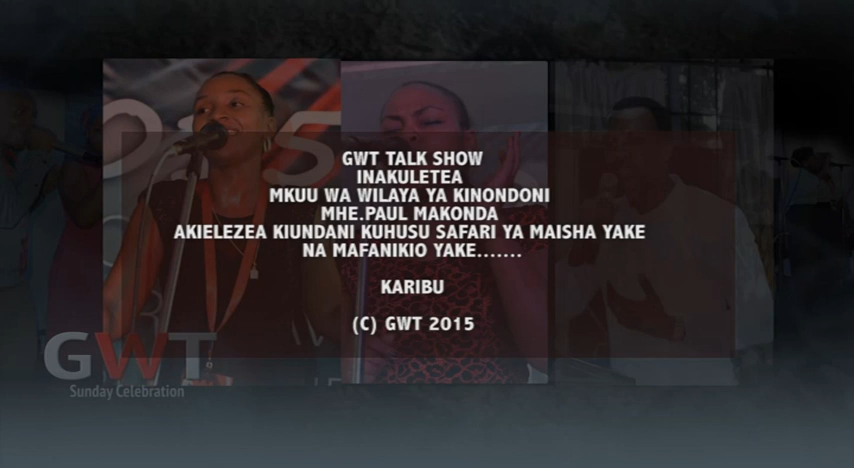 GWT TALK SHOW
INAKULETEA
MKUU WA WILAYA YA KINONDONI
MHE.PAUL MAKONDA
AKIELEZEA KIUNDANI KUHUSU SAFARI YA MAISHA YAKE
NA MAFANIKIO YAKE.......
KARIBU
(C) GWT 2015
GWT
Sunday Celebration